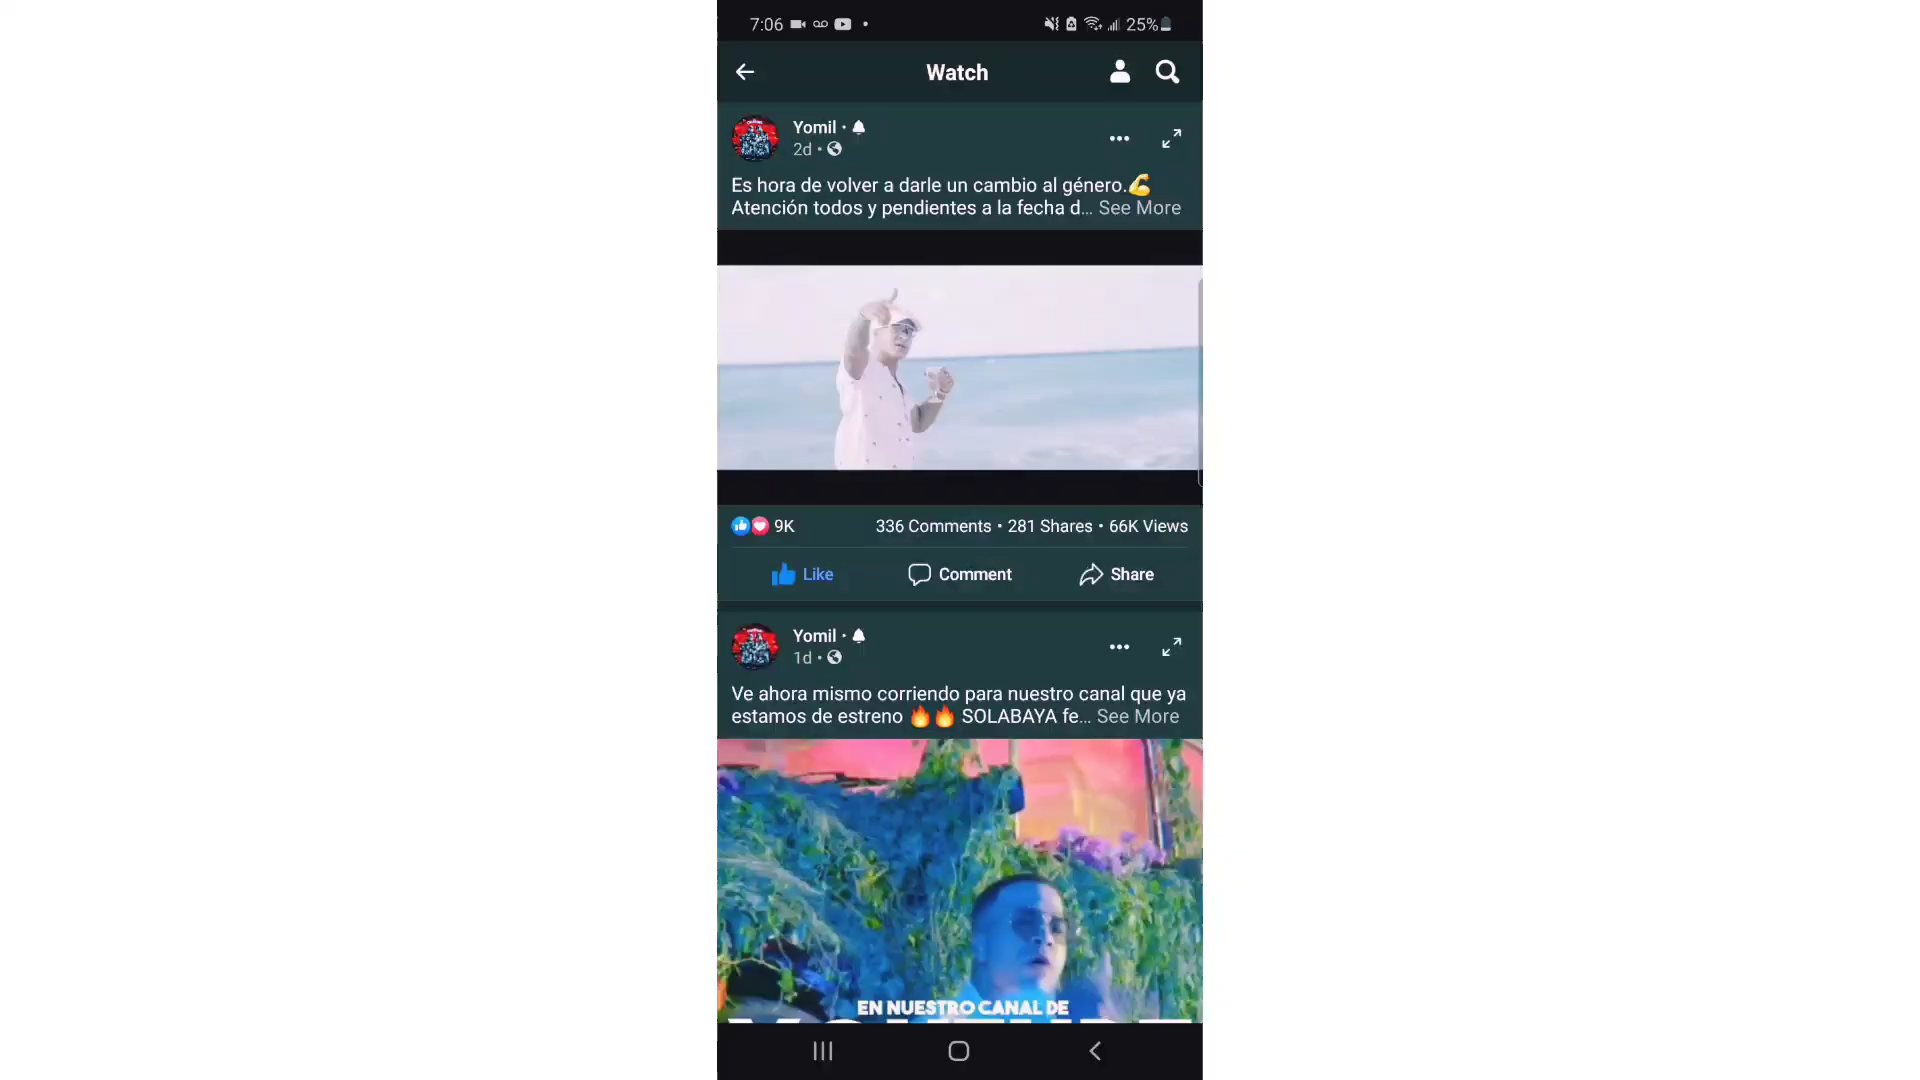 7:06
25%
Watch
Yomil •
2d •
Es hora de volver a darle un cambio al género.💪
Atención todos y pendientes a la fecha d... See More
9K
336 Comments • 281 Shares • 66K Views
Like
Comment
Share
Yomil •
1d •
Ve ahora mismo corriendo para nuestro canal que ya
estamos de estreno 🔥🔥 SOLABAYA fe... See More
EN NUESTRO CANAL DE